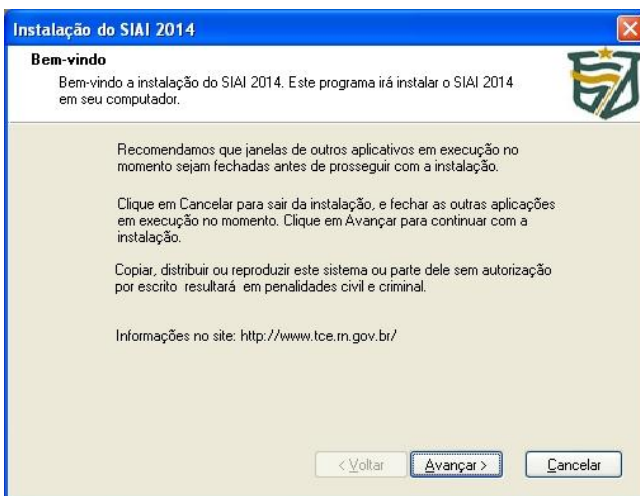 Instalação do SIAI 2014
Bem-vindo
Bem-vindo a instalação do SIAI 2014. Este programa irá instalar o SIAI 2014
em seu computador.
Recomendamos que janelas de outros aplicativos em execução no
momento sejam fechadas antes de prosseguir com a instalação.
Clique em Cancelar para sair da instalação, e fechar as outras aplicações
em execução no momento. Clique em Avançar para continuar com a
instalação.
Copiar, distribuir ou reproduzir este sistema ou parte dele sem autorização
por escrito resultará em penalidades civil e criminal.
Informações no site: http://www.tce.rn.gov.br/
< Voltar Avançar > Cancelar